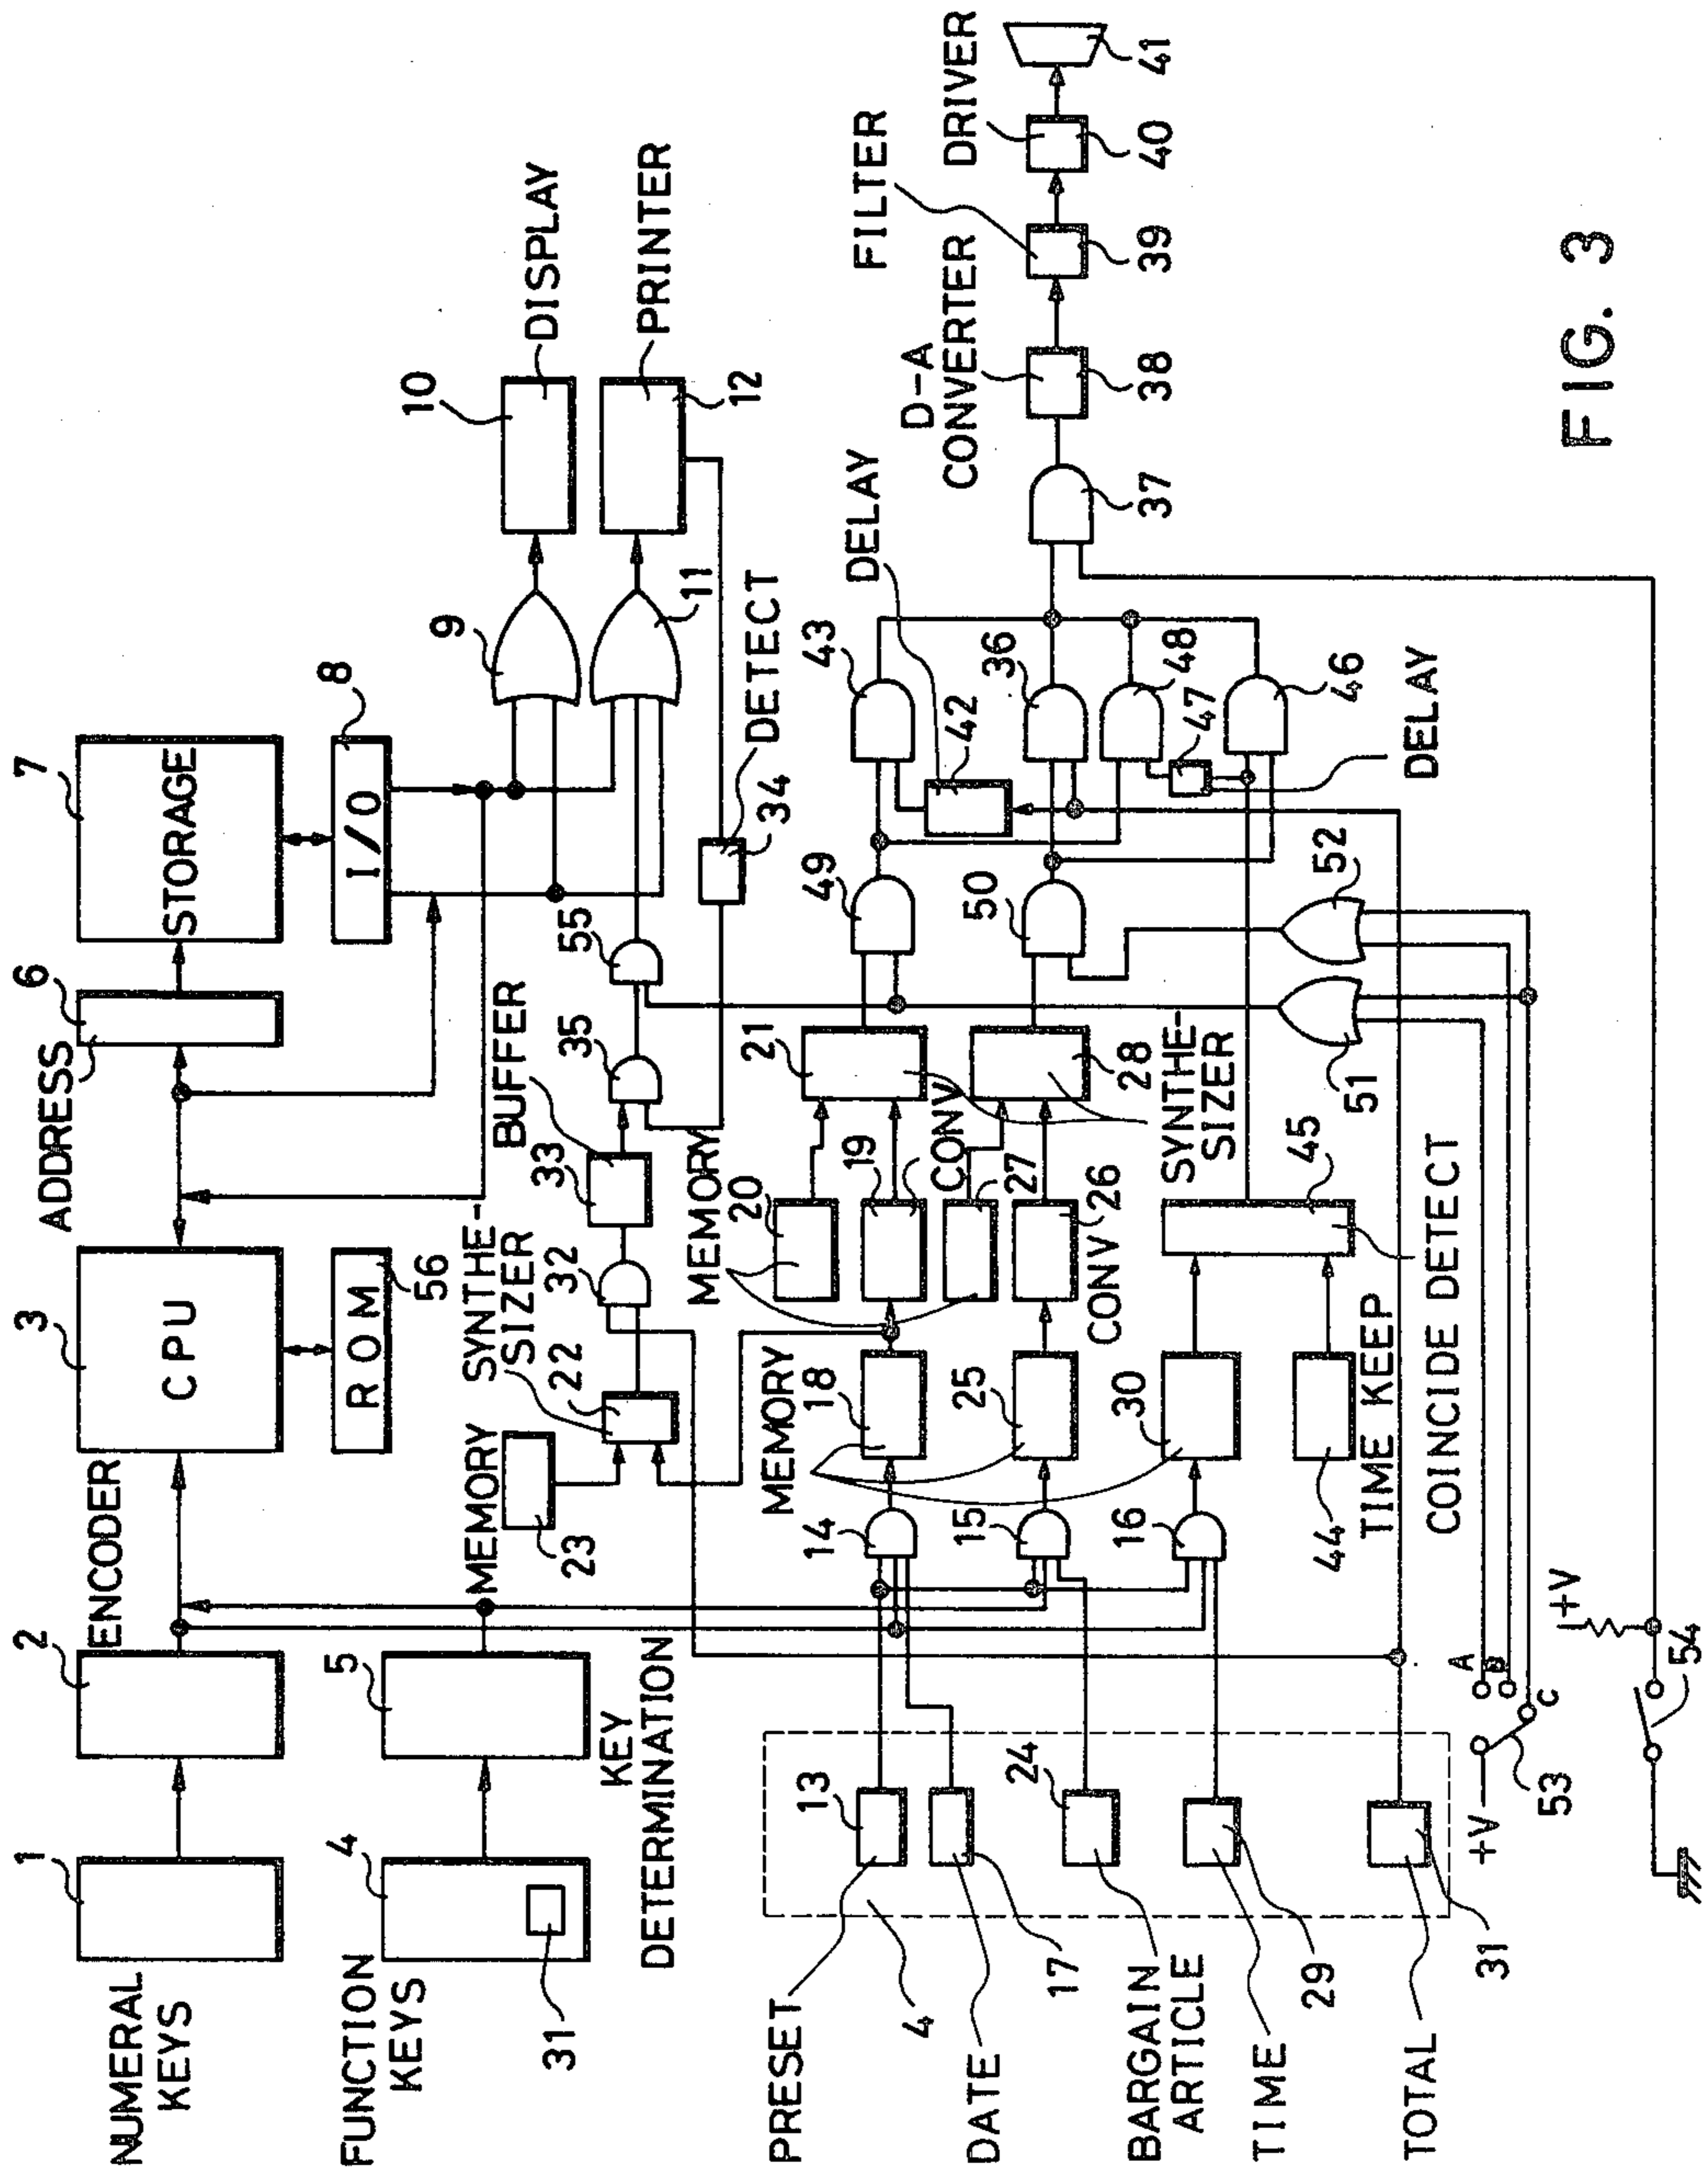 NUMERAL
KEYS
1
2
ENCODER
3
CPU
ADDRESS
6
7
STORAGE
FUNCTION
KEYS
4
31
5
KEY
DETERMINATION
ROM
56
I/O
8
MEMORY
23
SYNTHE-
SIZER
22
32
33
BUFFER
35
55
9
10
DISPLAY
11
12
PRINTER
34
DETECT
PRESET
13
4
DATE
17
BARGAIN
ARTICLE
24
TIME
29
TOTAL
31
14
15
16
MEMORY
18
25
30
44
TIME KEEP
MEMORY
20
19
CONV
27
CONV
26
21
28
SYNTHE-
SIZER
45
COINCIDE DETECT
49
50
51
52
43
DELAY
42
36
48
47
46
DELAY
37
D-A
CONVERTER
38
FILTER
39
DRIVER
40
41
+V
53
A
B
C
+V
54
FIG. 3